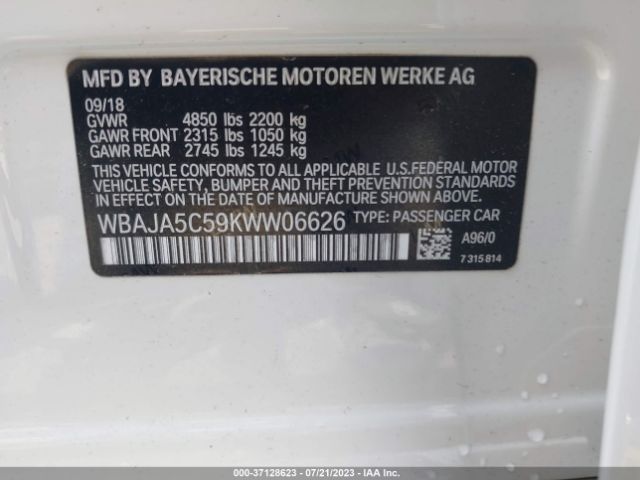 MFD BY BAYERISCHE MOTOREN WERKE AG
09/18
GVWR 4850 lbs 2200 kg
GAWR FRONT 2315 lbs 1050 kg
GAWR REAR 2745 lbs 1245 kg
THIS VEHICLE CONFORMS TO ALL APPLICABLE U.S.FEDERAL MOTOR
VEHICLE SAFETY, BUMPER AND THEFT PREVENTION
STANDARDS IN EFFECT ON THE DATE OF MANUFACTURE SHOWN ABOVE.
WBAJA5C59KWW06626 TYPE: PASSENGER CAR
A96/0
7 315 814
000-37128623 - 07/21/2023 - IAA Inc.